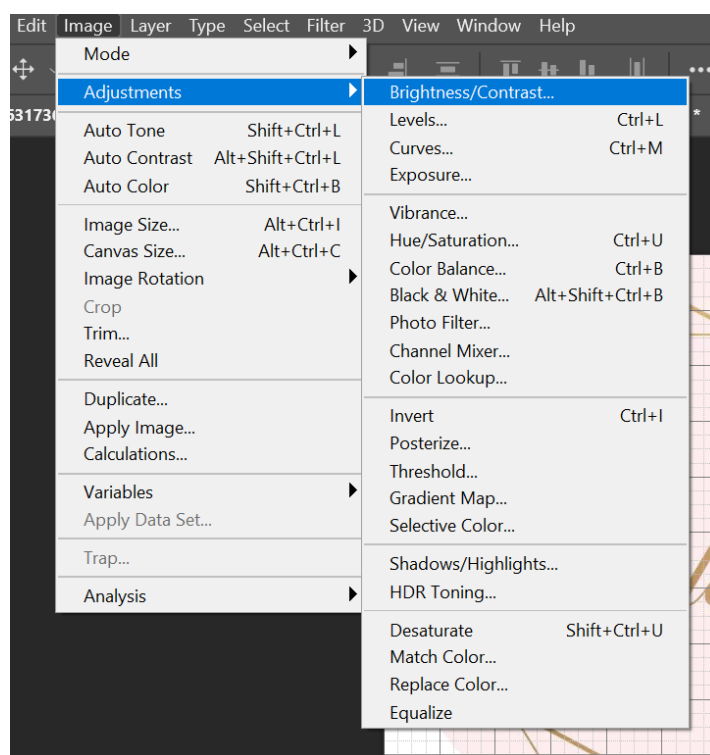 Edit Image Layer Type Select Filter 3D View Window Help
Mode
Adjustments
Auto Tone Shift+Ctrl+L
Auto Contrast Alt+Shift+Ctrl+L
Auto Color Shift+Ctrl+B
Image Size... Alt+Ctrl+I
Canvas Size... Alt+Ctrl+C
Image Rotation
Crop
Trim...
Reveal All
Duplicate...
Apply Image...
Calculations...
Variables
Apply Data Set...
Trap...
Analysis
Brightness/Contrast...
Levels... Ctrl+L
Curves... Ctrl+M
Exposure...
Vibrance...
Hue/Saturation... Ctrl+U
Color Balance... Ctrl+B
Black & White... Alt+Shift+Ctrl+B
Photo Filter...
Channel Mixer...
Color Lookup...
Invert Ctrl+I
Posterize...
Threshold...
Gradient Map...
Selective Color...
Shadows/Highlights...
HDR Toning...
Desaturate Shift+Ctrl+U
Match Color...
Replace Color...
Equalize